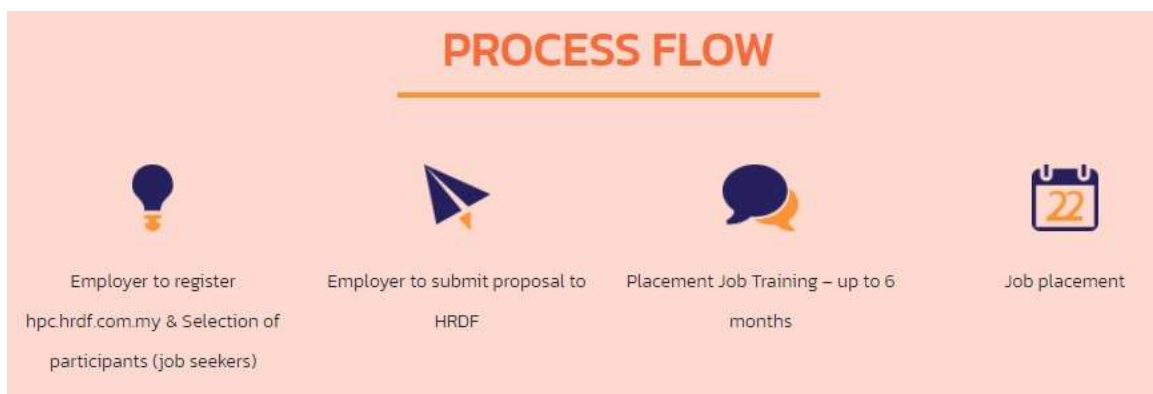 PROCESS FLOW
22
Employer to register
hpc.hrdf.com.my & Selection of
participants (job seekers)
Employer to submit proposal to
HRDF
Placement Job Training – up to 6
months
Job placement